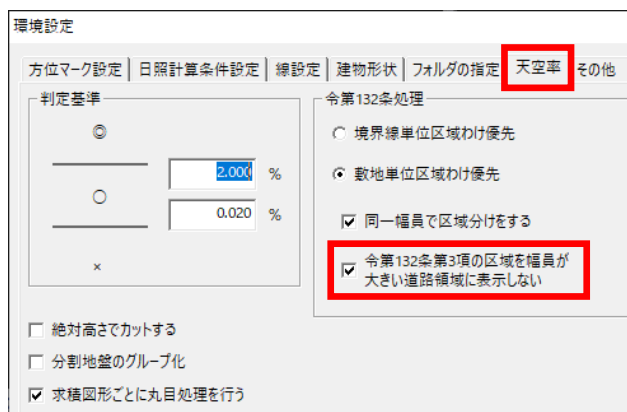 環境設定
方位マーク設定 日照計算条件設定 線設定 建物形状 フォルダの指定 天空率 その他
判定基準
◎
2.000 %
○
0.020 %
×
令第132条処理
境界線単位区域わけ優先
敷地単位区域わけ優先
同一幅員で区域分けをする
令第132条第3項の区域を幅員が
大きい道路領域に表示しない
絶対高さでカットする
分割地盤のグループ化
求積図形ごとに丸目処理を行う